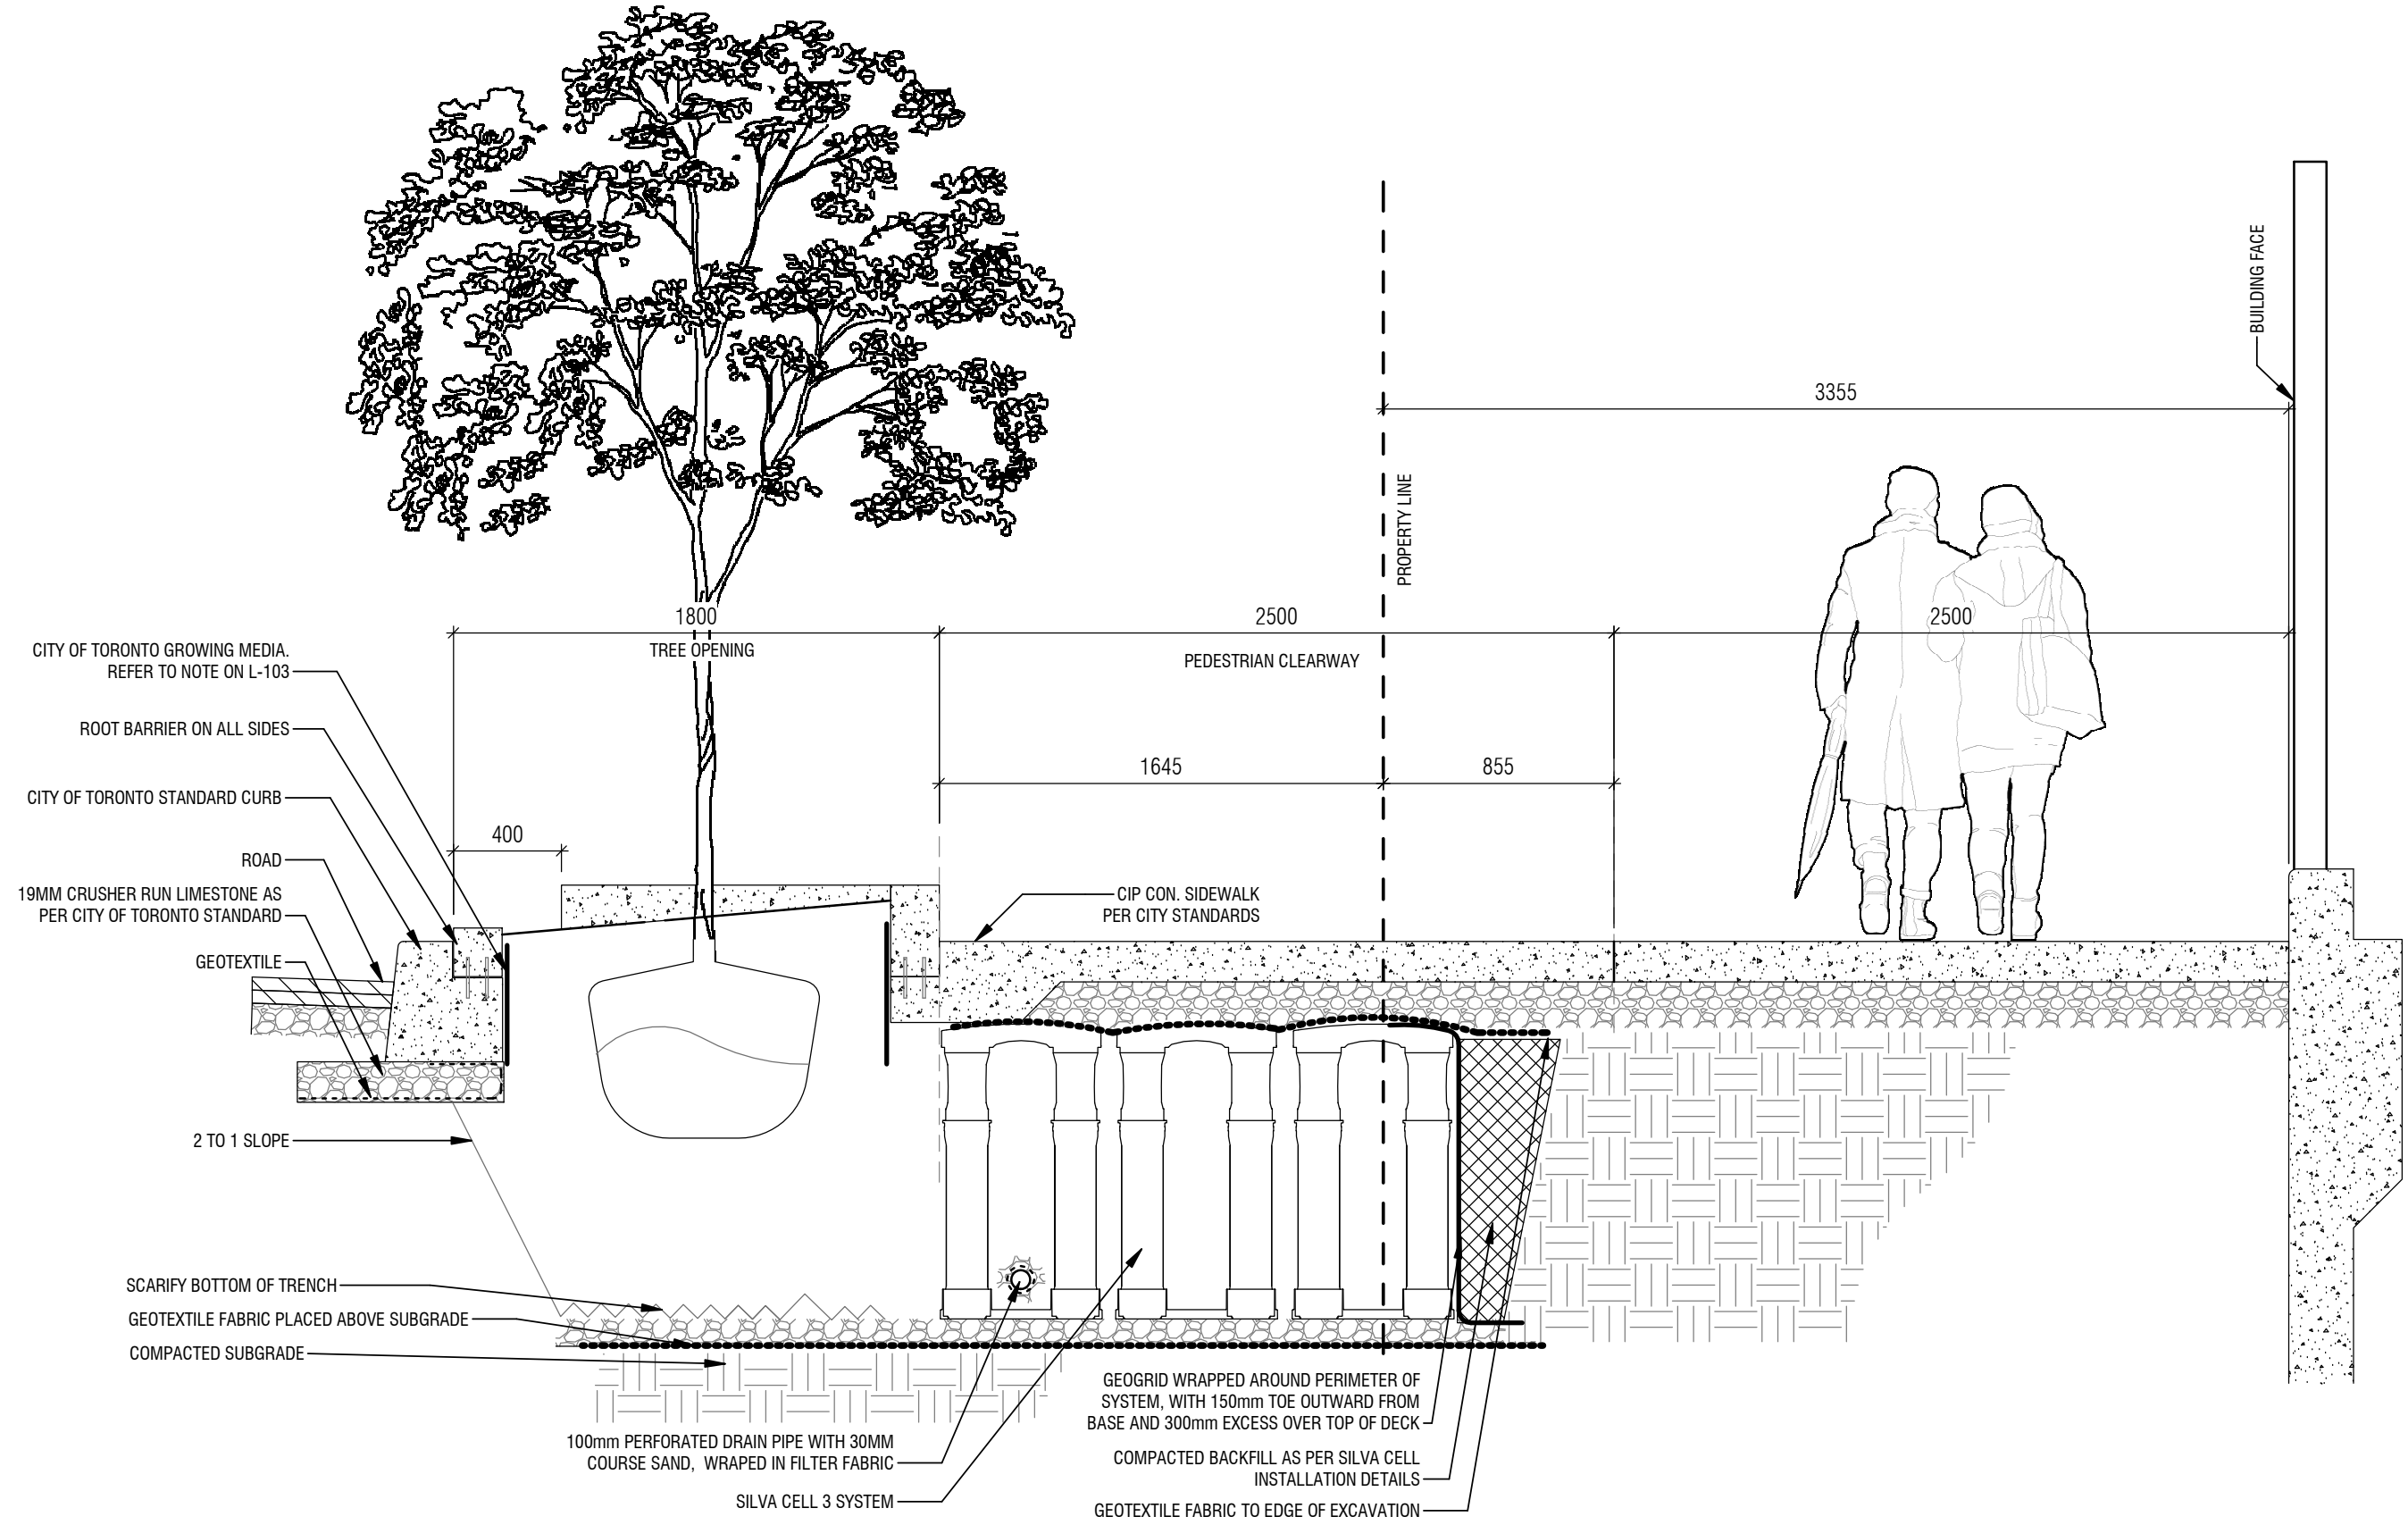 BUILDING FACE
3355
PROPERTY LINE
1800
TREE OPENING
2500
PEDESTRIAN CLEARWAY
2500
1645
855
400
CITY OF TORONTO GROWING MEDIA.
REFER TO NOTE ON L-103
ROOT BARRIER ON ALL SIDES
CITY OF TORONTO STANDARD CURB
ROAD
19MM CRUSHER RUN LIMESTONE AS
PER CITY OF TORONTO STANDARD
GEOTEXTILE
2 TO 1 SLOPE
CIP CON. SIDEWALK
PER CITY STANDARDS
SCARIFY BOTTOM OF TRENCH
GEOTEXTILE FABRIC PLACED ABOVE SUBGRADE
COMPACTED SUBGRADE
100mm PERFORATED DRAIN PIPE WITH 30MM
COURSE SAND, WRAPED IN FILTER FABRIC
SILVA CELL 3 SYSTEM
GEOGRID WRAPPED AROUND PERIMETER OF
SYSTEM, WITH 150mm TOE OUTWARD FROM
BASE AND 300mm EXCESS OVER TOP OF DECK
COMPACTED BACKFILL AS PER SILVA CELL
INSTALLATION DETAILS
GEOTEXTILE FABRIC TO EDGE OF EXCAVATION